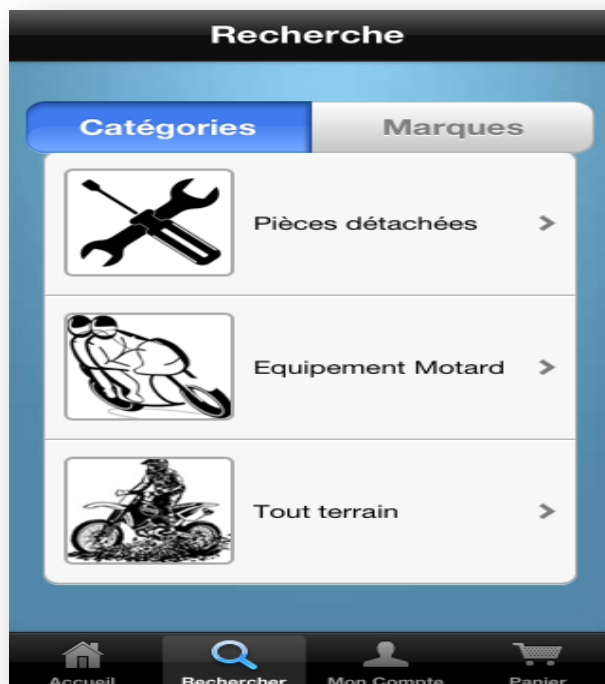 Recherche
Catégories Marques
Pièces détachées
Equipement Motard
Tout terrain
Accueil Rechercher Mon Compte Panier